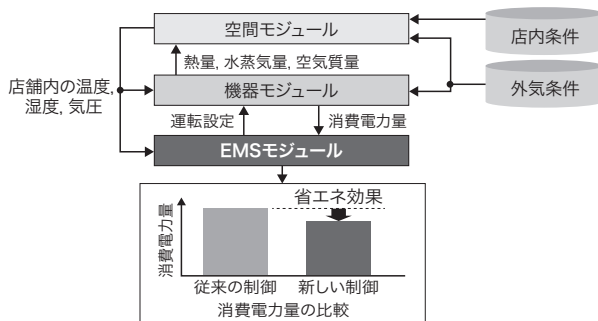 空間モジュール
店内条件
熱量, 水蒸気量, 空気質量
店舗内の温度,
湿度, 気圧
機器モジュール
外気条件
運転設定
消費電力量
EMSモジュール
省エネ効果
消費電力量
従来の制御 新しい制御
消費電力量の比較